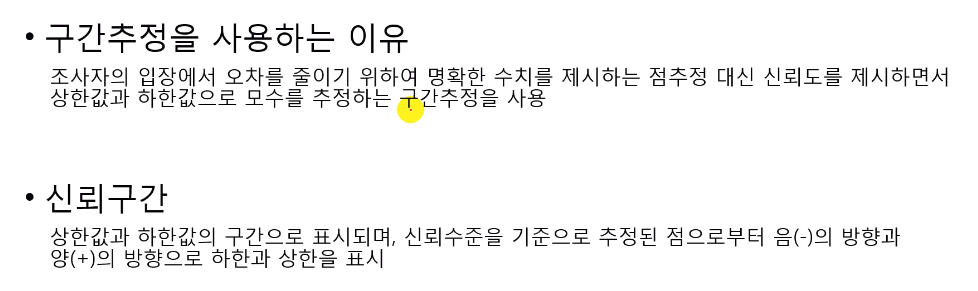 • 구간추정을 사용하는 이유
조사자의 입장에서 오차를 줄이기 위하여 명확한 수치를 제시하는 점추정 대신 신뢰도를 제시하면서
상한값과 하한값으로 모수를 추정하는 구간추정을 사용
• 신뢰구간
상한값과 하한값의 구간으로 표시되며, 신뢰수준을 기준으로 추정된 점으로부터 음(-)의 방향과
양(+)의 방향으로 하한과 상한을 표시